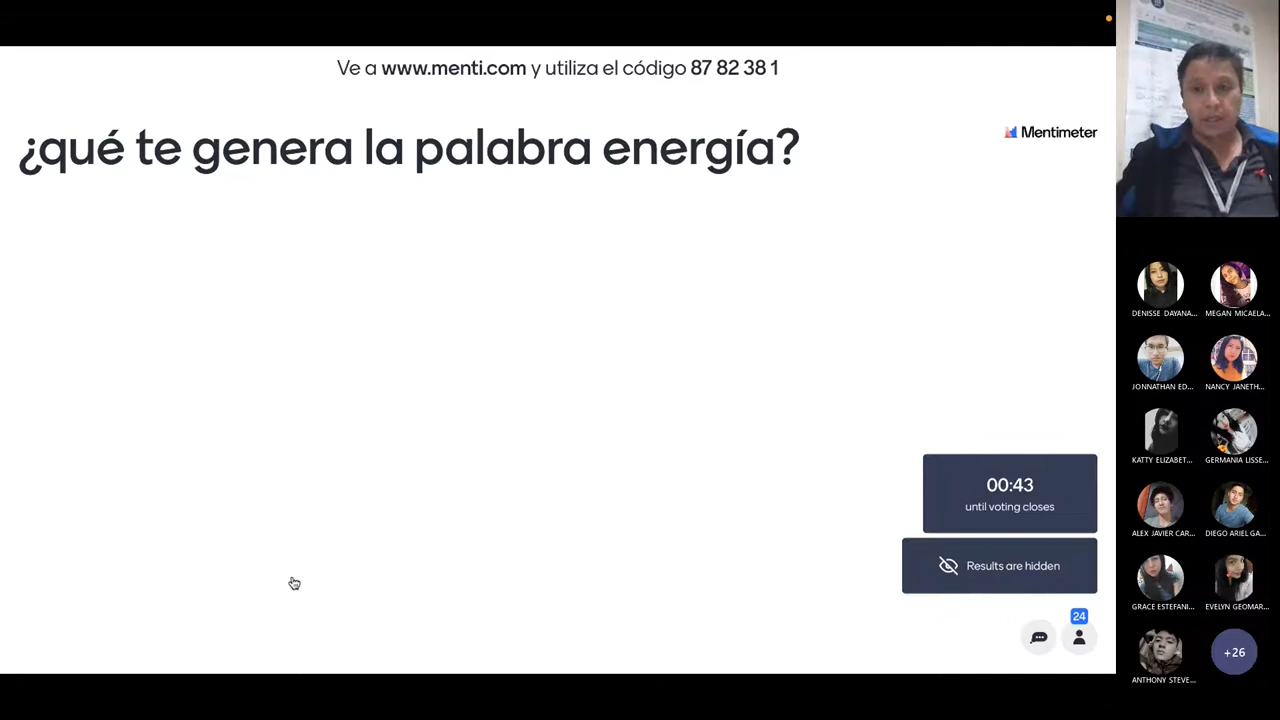 Ve a www.menti.com y utiliza el código 87 82 38 1
¿qué te genera la palabra energía?
Mentimeter
00:43
until voting closes
Results are hidden
24
DENISSE DAYANA...
MEGAN MICAELA...
JONNATHAN ED...
NANCY JANETH...
KATTY ELIZABET...
GERMANIA LISSE...
ALEX JAVIER CAR...
DIEGO ARIEL GA...
GRACE ESTEFANI...
EVELYN GEOMAR...
ANTHONY STEVE...
+26